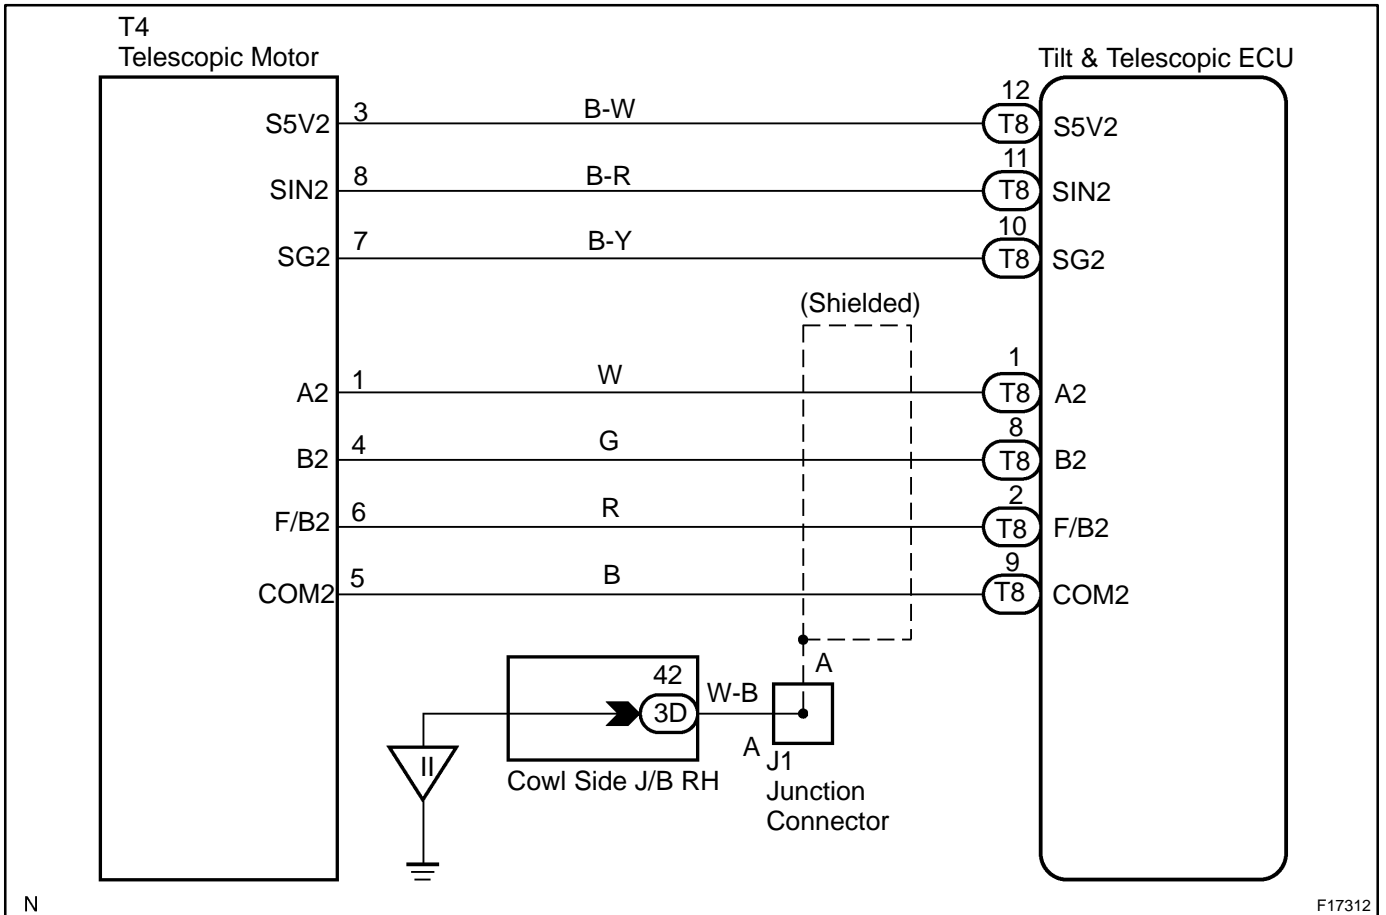 T4
Telescopic Motor
Tilt & Telescopic ECU
S5V2 3 B-W 12 T8 S5V2
SIN2 8 B-R 11 T8 SIN2
SG2 7 B-Y 10 T8 SG2
(Shielded)
A2 1 W 1 T8 A2
B2 4 G 8 T8 B2
F/B2 6 R 2 T8 F/B2
COM2 5 B 9 T8 COM2
A
42
3D W-B
A
II
J1
Junction
Connector
Cowl Side J/B RH
N
F17312